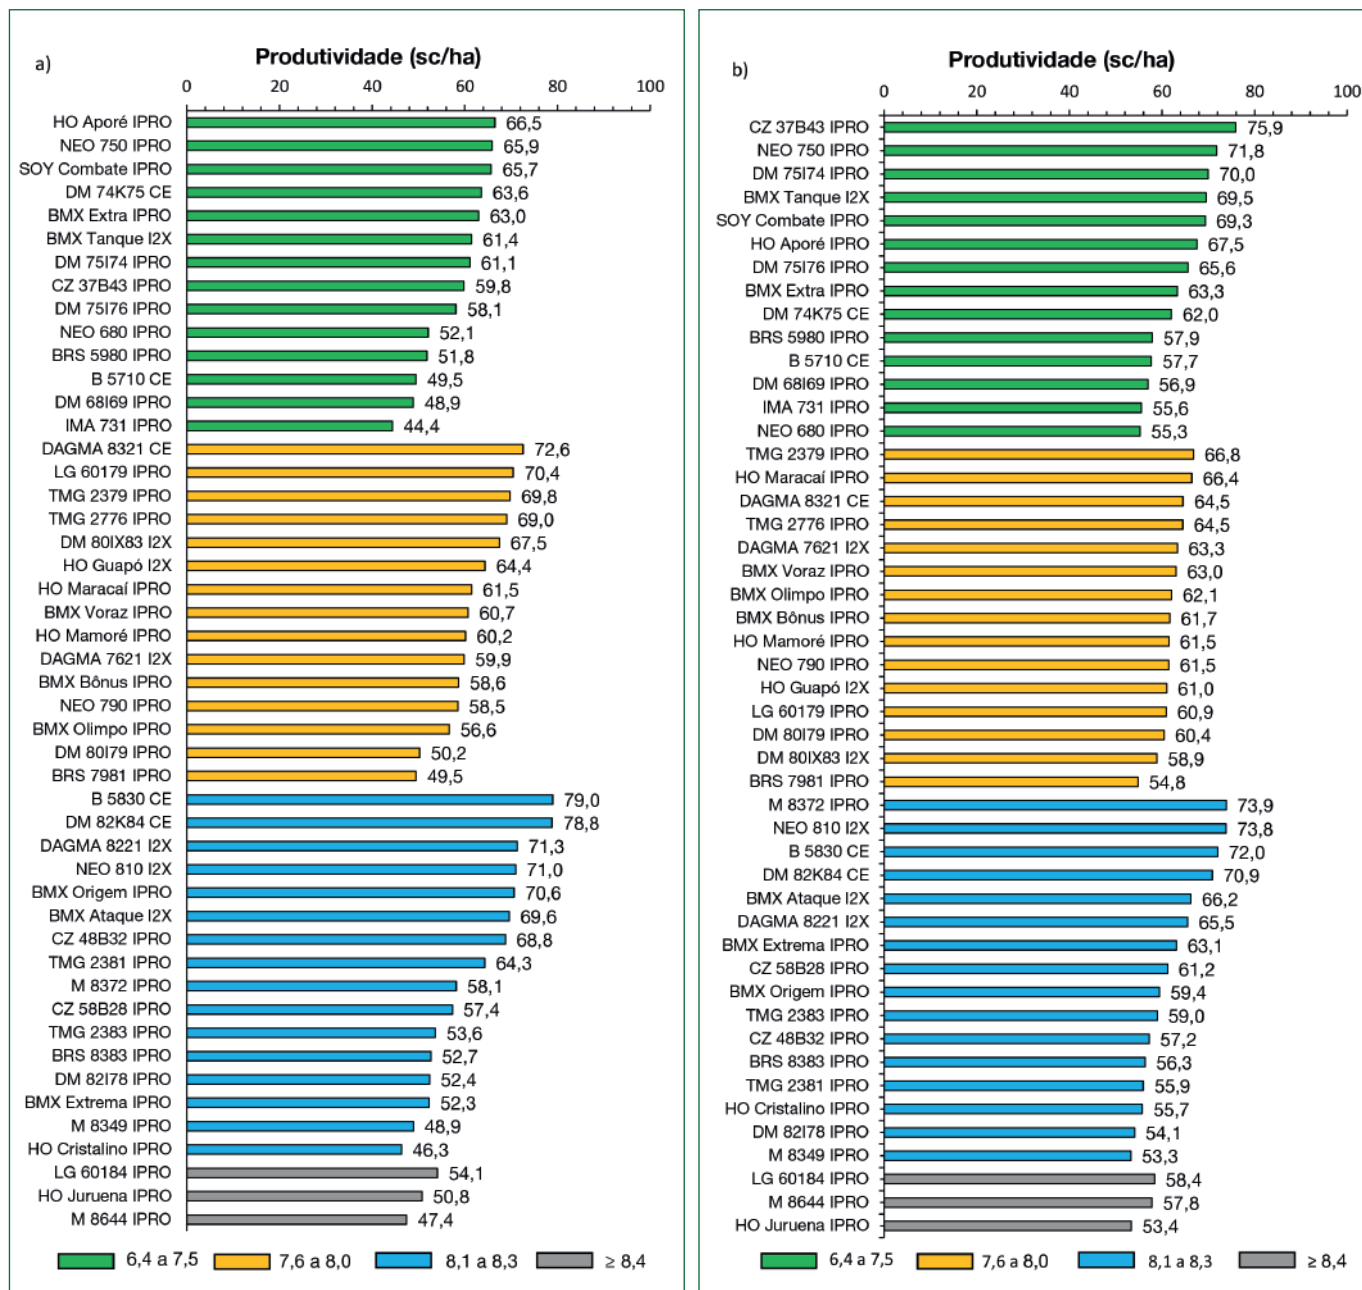 a)
Produtividade (sc/ha)
0 20 40 60 80 100
HO Aporé IPRO 66,5
NEO 750 IPRO 65,9
SOY Combate IPRO 65,7
DM 74K75 CE 63,6
BMX Extra IPRO 63,0
BMX Tanque I2X 61,4
DM 75I74 IPRO 61,1
CZ 37B43 IPRO 59,8
DM 75I76 IPRO 58,1
NEO 680 IPRO 52,1
BRS 5980 IPRO 51,8
B 5710 CE 49,5
DM 68I69 IPRO 48,9
IMA 731 IPRO 44,4
DAGMA 8321 CE 72,6
LG 60179 IPRO 70,4
TMG 2379 IPRO 69,8
TMG 2776 IPRO 69,0
DM 80IX83 I2X 67,5
HO Guapó I2X 64,4
HO Maracaí IPRO 61,5
BMX Voraz IPRO 60,7
HO Mamoré IPRO 60,2
DAGMA 7621 I2X 59,9
BMX Bônus IPRO 58,6
NEO 790 IPRO 58,5
BMX Olimpo IPRO 56,6
DM 80I79 IPRO 50,2
BRS 7981 IPRO 49,5
B 5830 CE 79,0
DM 82K84 CE 78,8
DAGMA 8221 I2X 71,3
NEO 810 I2X 71,0
BMX Origem IPRO 70,6
BMX Ataque I2X 69,6
CZ 48B32 IPRO 68,8
TMG 2381 IPRO 64,3
M 8372 IPRO 58,1
CZ 58B28 IPRO 57,4
TMG 2383 IPRO 53,6
BRS 8383 IPRO 52,7
DM 82I78 IPRO 52,4
BMX Extrema IPRO 52,3
M 8349 IPRO 48,9
HO Cristalino IPRO 46,3
LG 60184 IPRO 54,1
HO Juruena IPRO 50,8
M 8644 IPRO 47,4
6,4 a 7,5 7,6 a 8,0 8,1 a 8,3 ≥ 8,4
b)
Produtividade (sc/ha)
0 20 40 60 80 100
CZ 37B43 IPRO 75,9
NEO 750 IPRO 71,8
DM 75I74 IPRO 70,0
BMX Tanque I2X 69,5
SOY Combate IPRO 69,3
HO Aporé IPRO 67,5
DM 75I76 IPRO 65,6
BMX Extra IPRO 63,3
DM 74K75 CE 62,0
BRS 5980 IPRO 57,9
B 5710 CE 57,7
DM 68I69 IPRO 56,9
IMA 731 IPRO 55,6
NEO 680 IPRO 55,3
TMG 2379 IPRO 66,8
HO Maracaí IPRO 66,4
DAGMA 8321 CE 64,5
TMG 2776 IPRO 64,5
DAGMA 7621 I2X 63,3
BMX Voraz IPRO 63,0
BMX Olimpo IPRO 62,1
BMX Bônus IPRO 61,7
HO Mamoré IPRO 61,5
NEO 790 IPRO 61,5
HO Guapó I2X 61,0
LG 60179 IPRO 60,9
DM 80I79 IPRO 60,4
DM 80IX83 I2X 58,9
BRS 7981 IPRO 54,8
M 8372 IPRO 73,9
NEO 810 I2X 73,8
B 5830 CE 72,0
DM 82K84 CE 70,9
BMX Ataque I2X 66,2
DAGMA 8221 I2X 65,5
BMX Extrema IPRO 63,1
CZ 58B28 IPRO 61,2
BMX Origem IPRO 59,4
TMG 2383 IPRO 59,0
CZ 48B32 IPRO 57,2
BRS 8383 IPRO 56,3
TMG 2381 IPRO 55,9
HO Cristalino IPRO 55,7
DM 82I78 IPRO 54,1
M 8349 IPRO 53,3
LG 60184 IPRO 58,4
M 8644 IPRO 57,8
HO Juruena IPRO 53,4
6,4 a 7,5 7,6 a 8,0 8,1 a 8,3 ≥ 8,4